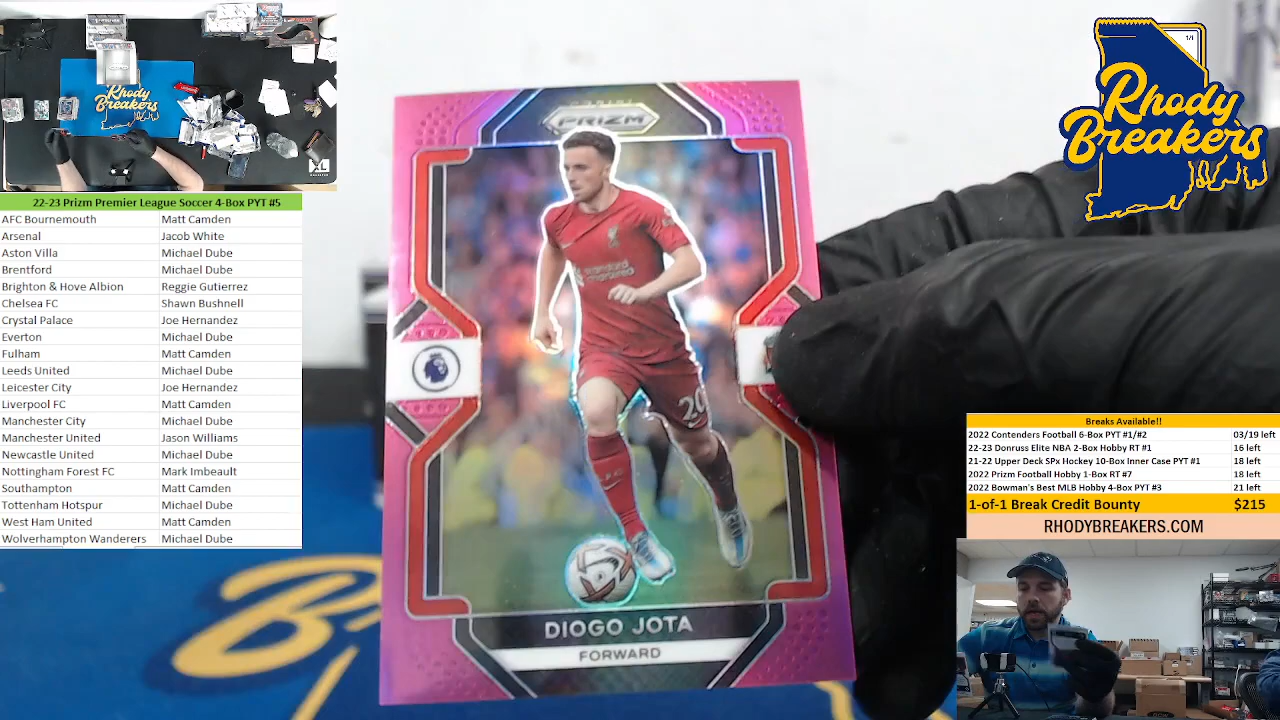 22-23 Prizm Premier League Soccer 4-Box PYT #5
AFC Bournemouth Matt Camden
Arsenal Jacob White
Aston Villa Michael Dube
Brentford Michael Dube
Brighton & Hove Albion Reggie Gutierrez
Chelsea FC Shawn Bushnell
Crystal Palace Joe Hernandez
Everton Michael Dube
Fulham Matt Camden
Leeds United Michael Dube
Leicester City Joe Hernandez
Liverpool FC Matt Camden
Manchester City Michael Dube
Manchester United Jason Williams
Newcastle United Michael Dube
Nottingham Forest FC Mark Imbeault
Southampton Matt Camden
Tottenham Hotspur Michael Dube
West Ham United Matt Camden
Wolverhampton Wanderers Michael Dube
Rhody
Breakers
PANINI
PRIZM
standard
chartered
20
DIOGO JOTA
FORWARD
B
1/1
Rhody
Breakers
Breaks Available!!
2022 Contenders Football 6-Box PYT #1/#2 03/19 left
22-23 Donruss Elite NBA 2-Box Hobby RT #1 16 left
21-22 Upper Deck SPx Hockey 10-Box Inner Case PYT #1 18 left
2022 Prizm Football Hobby 1-Box RT #7 18 left
2022 Bowman's Best MLB Hobby 4-Box PYT #3 21 left
1-of-1 Break Credit Bounty $215
RHODYBREAKERS.COM